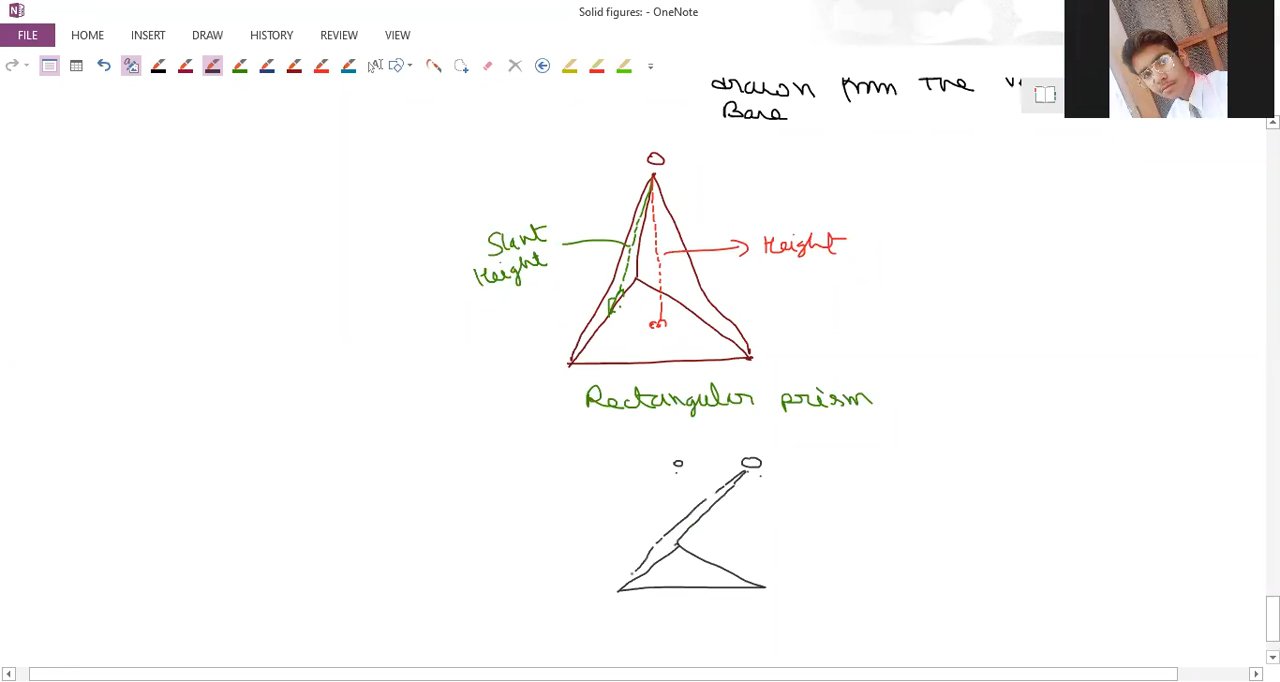 Solid figures: - OneNote
FILE HOME INSERT DRAW HISTORY REVIEW VIEW
drawn from the
Base
O
Slant
Height
Height
Rectangular prism
O